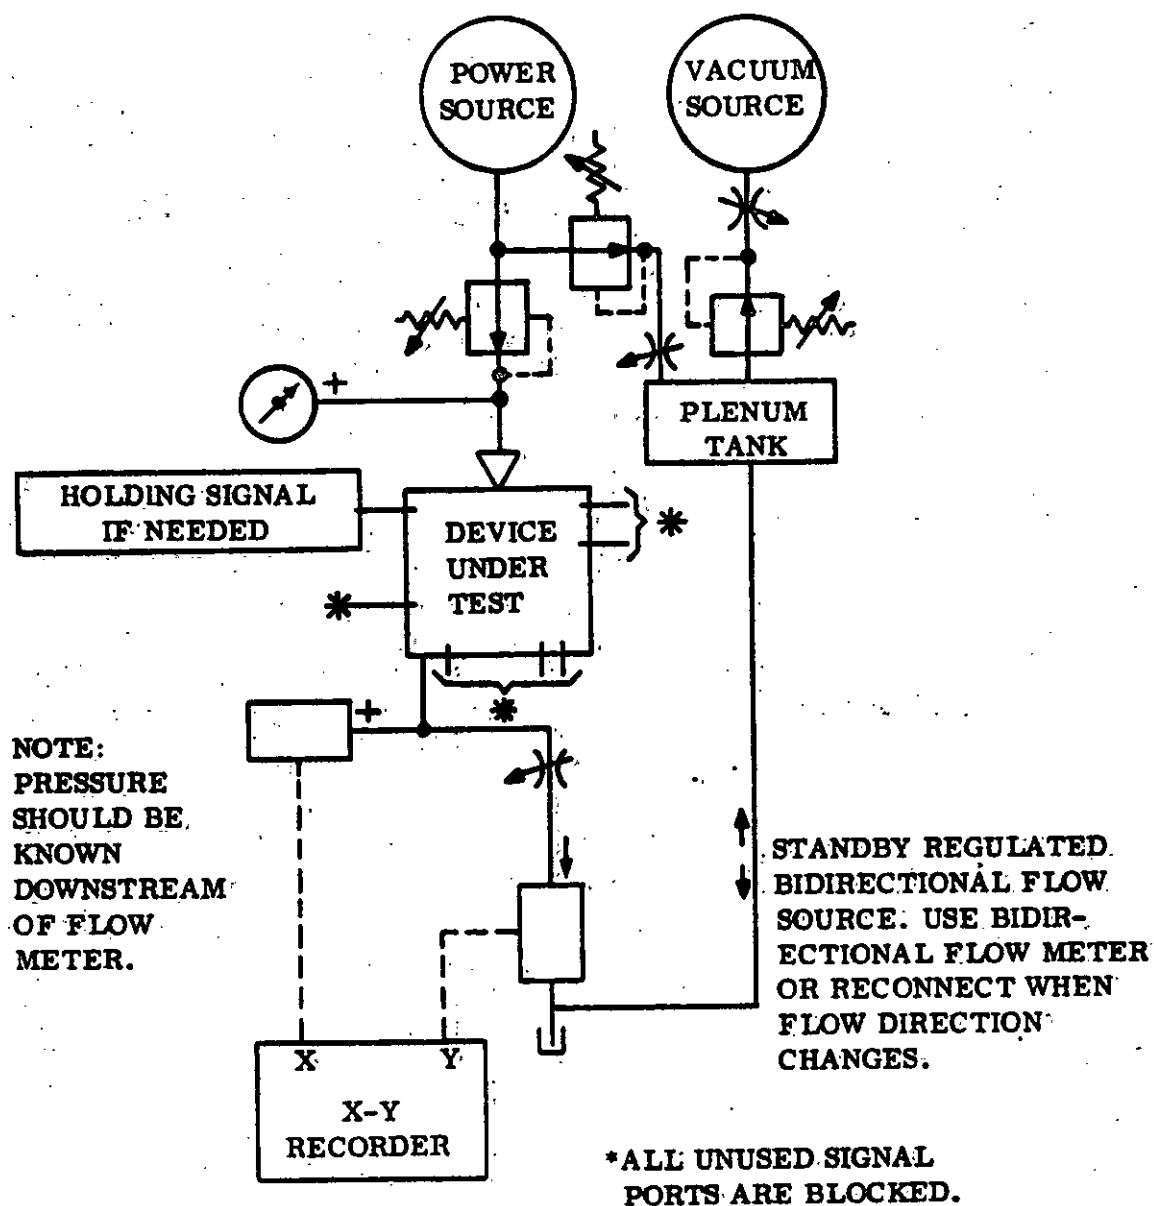 POWER
SOURCE
VACUUM
SOURCE
+
PLENUM
TANK
HOLDING SIGNAL
IF NEEDED
DEVICE
UNDER
TEST
*
*
*
+
NOTE:
PRESSURE
SHOULD BE
KNOWN
DOWNSTREAM
OF FLOW
METER.
STANDBY REGULATED
BIDIRECTIONAL FLOW
SOURCE. USE BIDIR-
ECTIONAL FLOW METER
OR RECONNECT WHEN
FLOW DIRECTION
CHANGES.
X Y
X-Y
RECORDER
*ALL UNUSED SIGNAL
PORTS ARE BLOCKED.